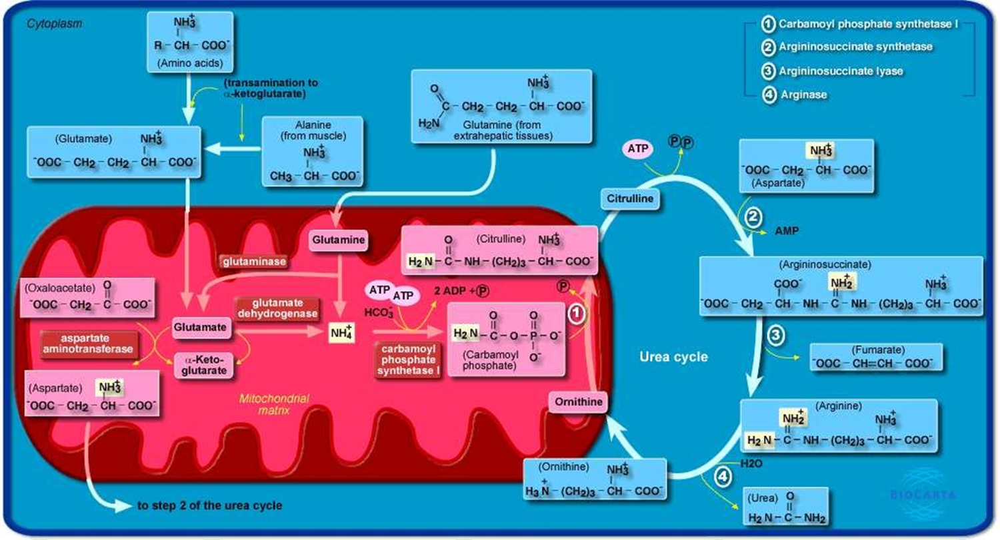 Cytoplasm
NH3+
R – CH – COO-
(Amino acids)
(transamination to
α-ketoglutarate)
(Glutamate) NH3+
-OOC – CH2 – CH2 – CH – COO-
Alanine
(from muscle)
NH3+
CH3 – CH – COO-
O NH3+
C – CH2 – CH2 – CH – COO-
H2N
Glutamine (from
extrahepatic tissues)
1 Carbamoyl phosphate synthetase I
2 Argininosuccinate synthetase
3 Argininosuccinate lyase
4 Arginase
ATP
P P
Citrulline
NH3+
-OOC – CH2 – CH – COO-
(Aspartate)
2
AMP
Glutamine
glutaminase
O (Citrulline) NH3+
H2 N – C – NH – (CH2)3 – CH – COO-
(Argininosuccinate)
COO- NH2+ NH3+
-OOC – CH2 – CH – NH – C – NH – (CH2)3 – CH – COO-
(Oxaloacetate) O
-OOC – CH2 – C – COO-
ATP ATP
2 ADP + P
HCO3-
P
1
glutamate
dehydrogenase
Glutamate
NH4+
O O
H2 N – C – O – P – O-
O-
(Carbamoyl
phosphate)
aspartate
aminotransferase
carbamoyl
phosphate
synthetase I
α-Keto-
glutarate
3
Urea cycle
(Fumarate)
-OOC – CH=CH – COO-
(Aspartate) NH3+
-OOC – CH2 – CH – COO-
Mitochondrial
matrix
Ornithine
(Arginine)
NH2+ NH3+
H2 N – C – NH – (CH2)3 – CH – COO-
H2O
4
(Ornithine) NH3+
H3 N+ – (CH2)3 – CH – COO-
(Urea) O
H2 N – C – NH2
to step 2 of the urea cycle
BIOCARTA